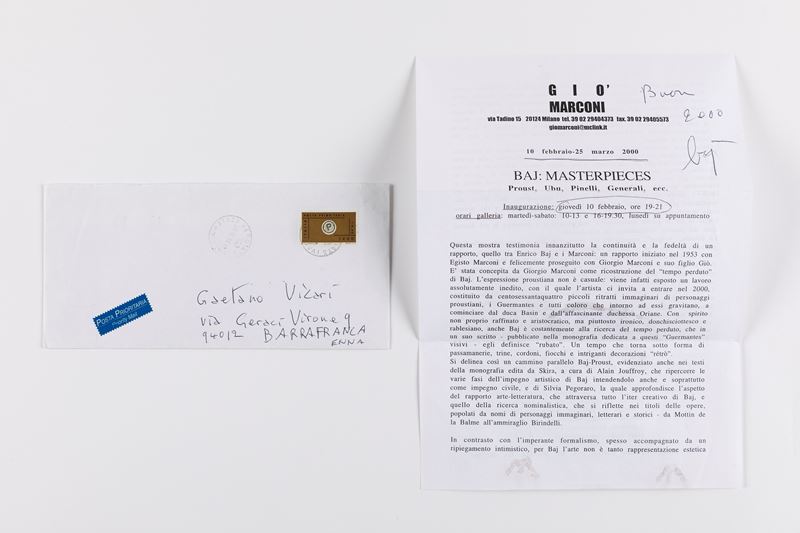 GIO'
MARCONI
via Tadino 15 20124 Milano tel. 39 02 29404373 fax. 39 02 29405573
giomarconi@mclink.it
Buon
2000
baj
10 febbraio-25 marzo 2000
BAJ: MASTERPIECES
Proust, Ubu, Pinelli, Generali, ecc.
Inaugurazione: giovedì 10 febbraio, ore 19-21
orari galleria: martedì-sabato: 10-13 e 16-19.30, lunedì su appuntamento
Questa mostra testimonia innanzitutto la continuità e la fedeltà di un
rapporto, quello tra Enrico Baj e i Marconi: un rapporto iniziato nel 1953 con
Egisto Marconi e felicemente proseguito con Giorgio Marconi e suo figlio Giò.
E' stata concepita da Giorgio Marconi come ricostruzione del "tempo perduto"
di Baj. L'espressione proustiana non è casuale: viene infatti esposto un lavoro
assolutamente inedito, con il quale l'artista ci invita a entrare nel 2000,
costituito da centosessantaquattro piccoli ritratti immaginari di personaggi
proustiani, i Guermantes e tutti coloro che intorno ad essi gravitano, a
cominciare dal duca Basin e dall'affascinante duchessa Oriane. Con spirito
non proprio raffinato e aristocratico, ma piuttosto ironico, donchisciottesco e
rablesiano, anche Baj è costantemente alla ricerca del tempo perduto, che in
un suo scritto - pubblicato nella monografia dedicata a questi "Guermantes"
visivi - egli definisce "rubato". Un tempo che torna sotto forma di
passamanerie, trine, cordoni, fiocchi e intriganti decorazioni "rétrò".
Si delinea così un cammino parallelo Baj-Proust, evidenziato anche nei testi
della monografia edita da Skira, a cura di Alain Jouffroy, che ripercorre le
varie fasi dell'impegno artistico di Baj intendendolo anche e soprattutto
come impegno civile, e di Silvia Pegoraro, la quale approfondisce l'aspetto
del rapporto arte-letteratura, che attraversa tutto l'iter creativo di Baj, e
quello della ricerca nominalistica, che si riflette nei titoli delle opere,
popolati da nomi di personaggi immaginari, letterari e storici - da Mottin de
la Balme all'ammiraglio Birindelli.
In contrasto con l'imperante formalismo, spesso accompagnato da un
ripiegamento intimistico, per Baj l'arte non è tanto rappresentazione estetica
POSTA PRIORITARIA
Priority Mail
Gaetano Vicari
via Geraci-Virone 9
94012 BARRAFRANCA
ENNA